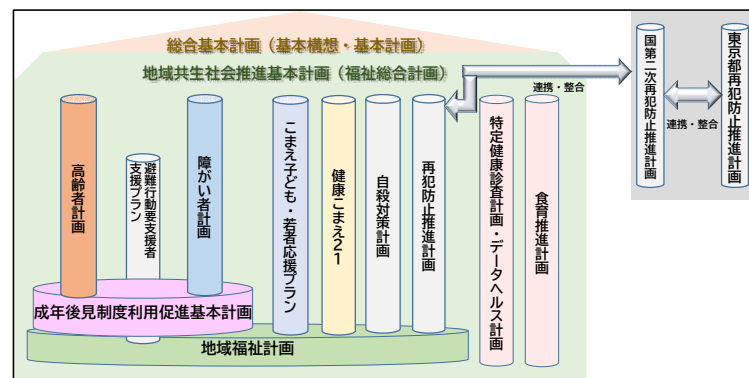 総合基本計画（基本構想・基本計画）
地域共生社会推進基本計画（福祉総合計画）
連携・整合
国第二次再犯防止推進計画
連携・整合
東京都再犯防止推進計画
高齢者計画
避難行動要支援者
支援プラン
障がい者計画
こまえ子ども・若者応援プラン
健康こまえ21
自殺対策計画
再犯防止推進計画
特定健康診査計画・データヘルス計画
食育推進計画
成年後見制度利用促進基本計画
地域福祉計画